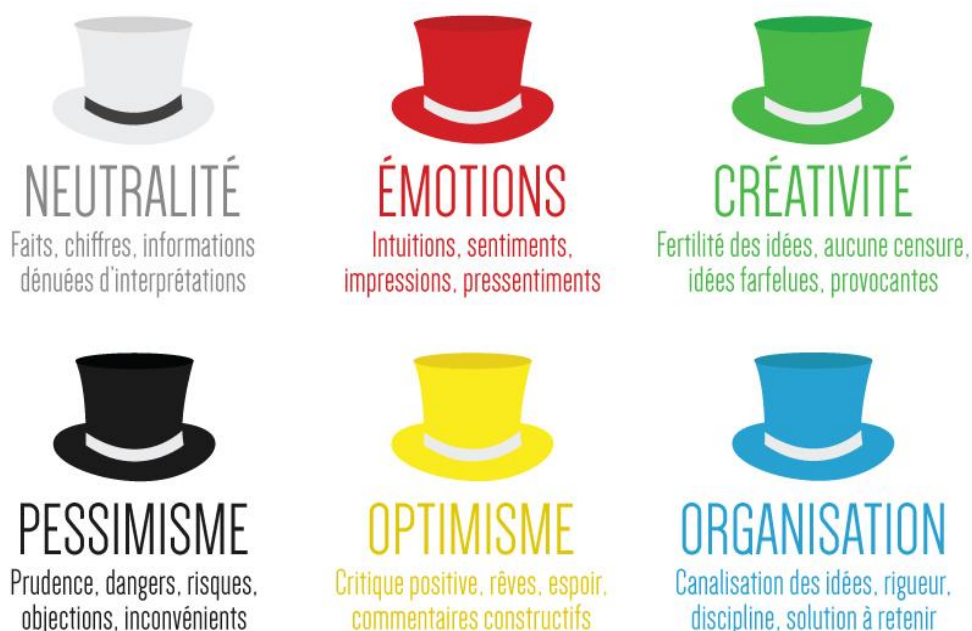 NEUTRALITÉ
Faits, chiffres, informations
dénuées d'interprétations
ÉMOTIONS
Intuitions, sentiments,
impressions, pressentiments
CRÉATIVITÉ
Fertilité des idées, aucune censure,
idées farfelues, provocantes
PESSIMISME
Prudence, dangers, risques,
objections, inconvénients
OPTIMISME
Critique positive, rêves, espoir,
commentaires constructifs
ORGANISATION
Canalisation des idées, rigueur,
discipline, solution à retenir